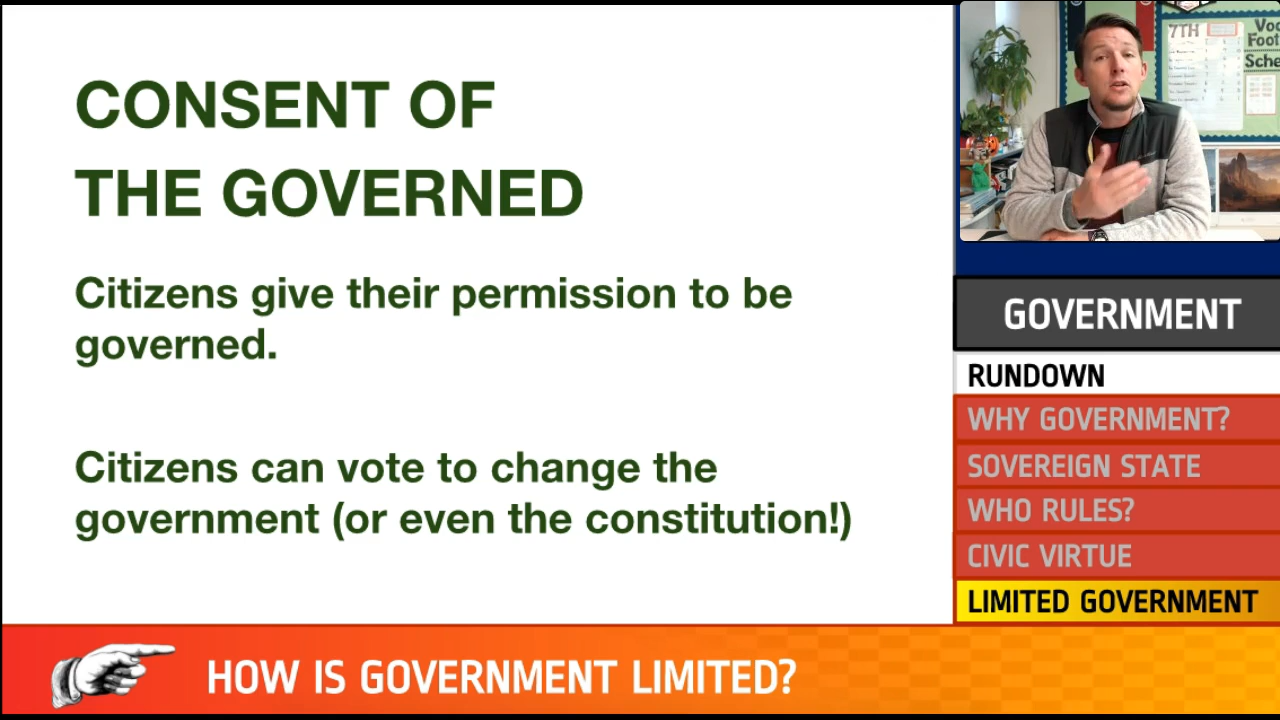 CONSENT OF
THE GOVERNED
Citizens give their permission to be
governed.
Citizens can vote to change the
government (or even the constitution!)
7TH
GOVERNMENT
RUNDOWN
WHY GOVERNMENT?
SOVEREIGN STATE
WHO RULES?
CIVIC VIRTUE
LIMITED GOVERNMENT
HOW IS GOVERNMENT LIMITED?